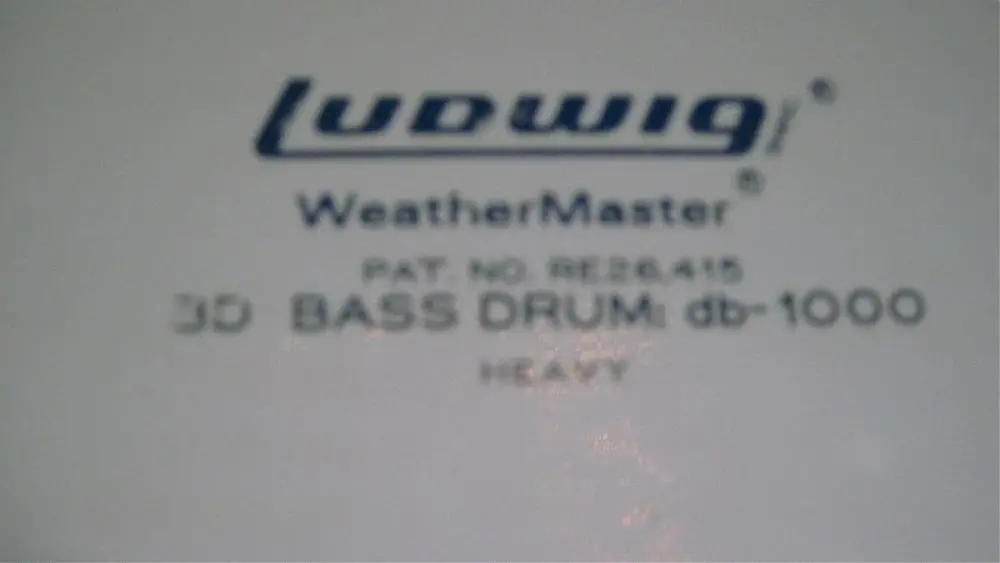 LUDWIG®
WeatherMaster®
PAT. NO. RE26,415
BASS DRUM: db-1000
HEAVY